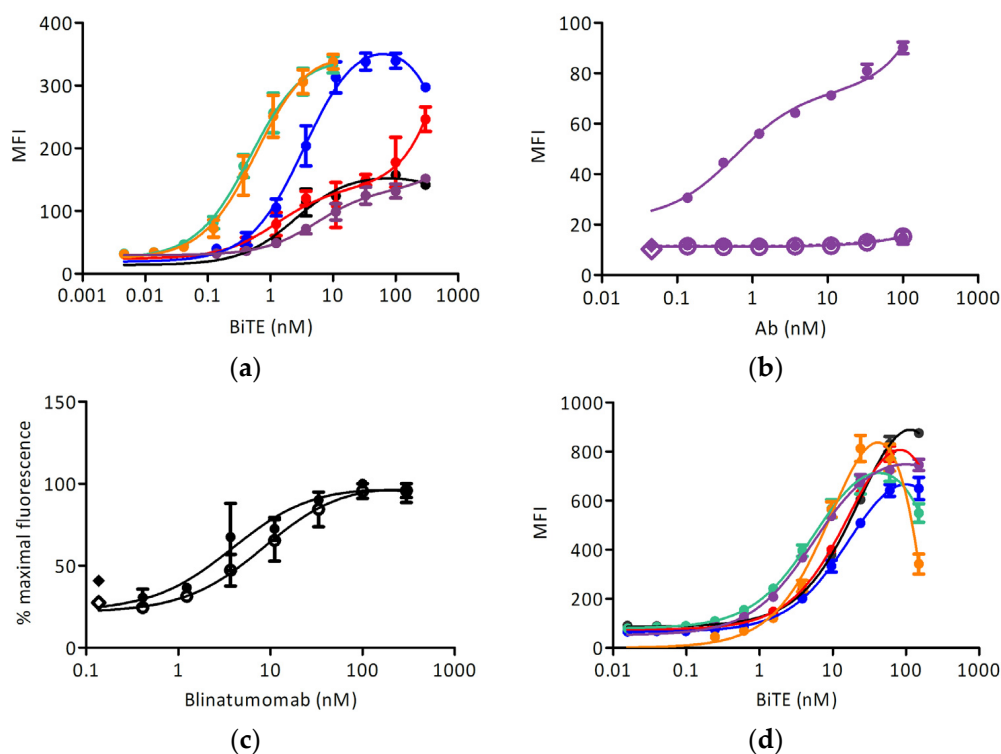 400
300
200
100
0
MFI
0.001 0.01 0.1 1 10 100 1000
BiTE (nM)
(a)
100
80
60
40
20
0
MFI
0.01 0.1 1 10 100 1000
Ab (nM)
(b)
150
100
50
0
% maximal fluorescence
0.1 1 10 100 1000
Blinatumomab (nM)
(c)
1000
800
600
400
200
0
MFI
0.01 0.1 1 10 100 1000
BiTE (nM)
(d)